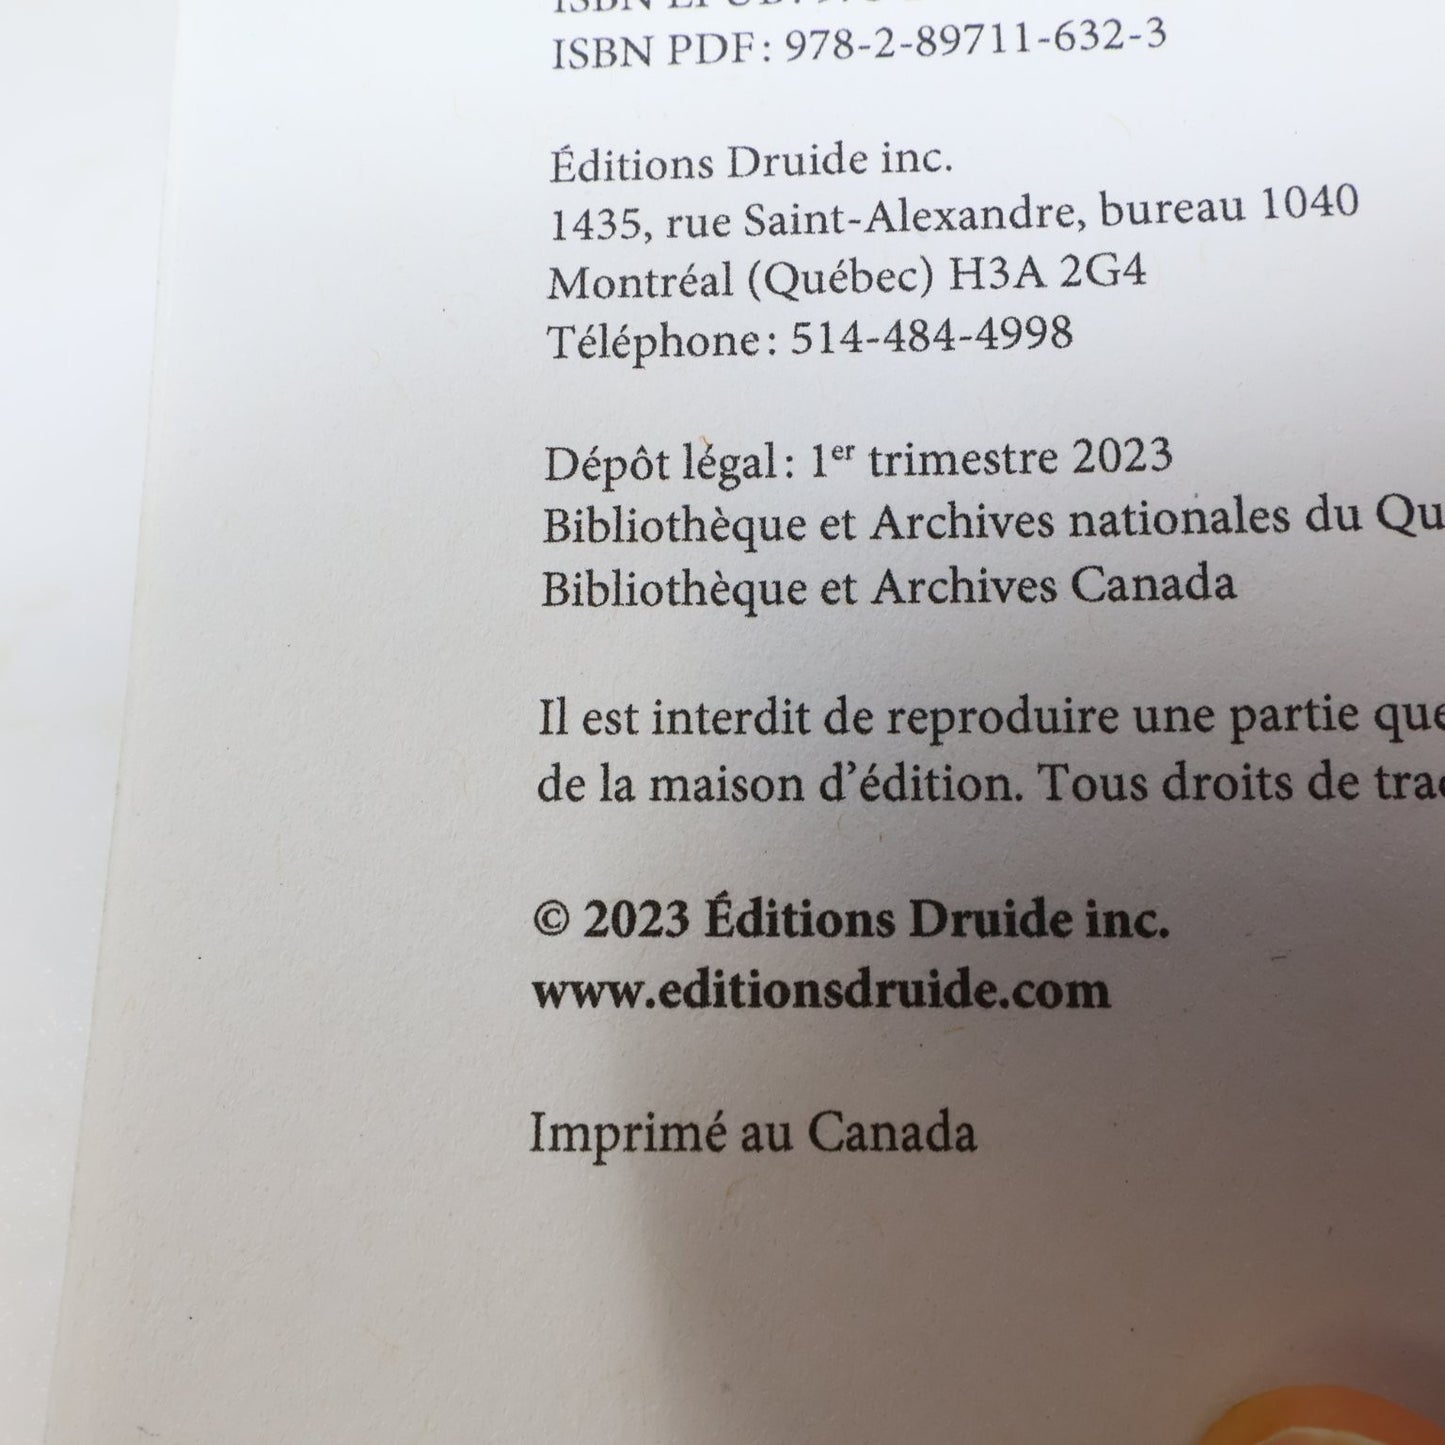 ISBN PDF : 978-2-89711-632-3
Éditions Druide inc.
1435, rue Saint-Alexandre, bureau 1040
Montréal (Québec) H3A 2G4
Téléphone : 514-484-4998
Dépôt légal : 1er trimestre 2023
Bibliothèque et Archives nationales du
Bibliothèque et Archives Canada
Il est interdit de reproduire une partie
de la maison d’édition. Tous droits de
© 2023 Éditions Druide inc.
www.editionsdruide.com
Imprimé au Canada